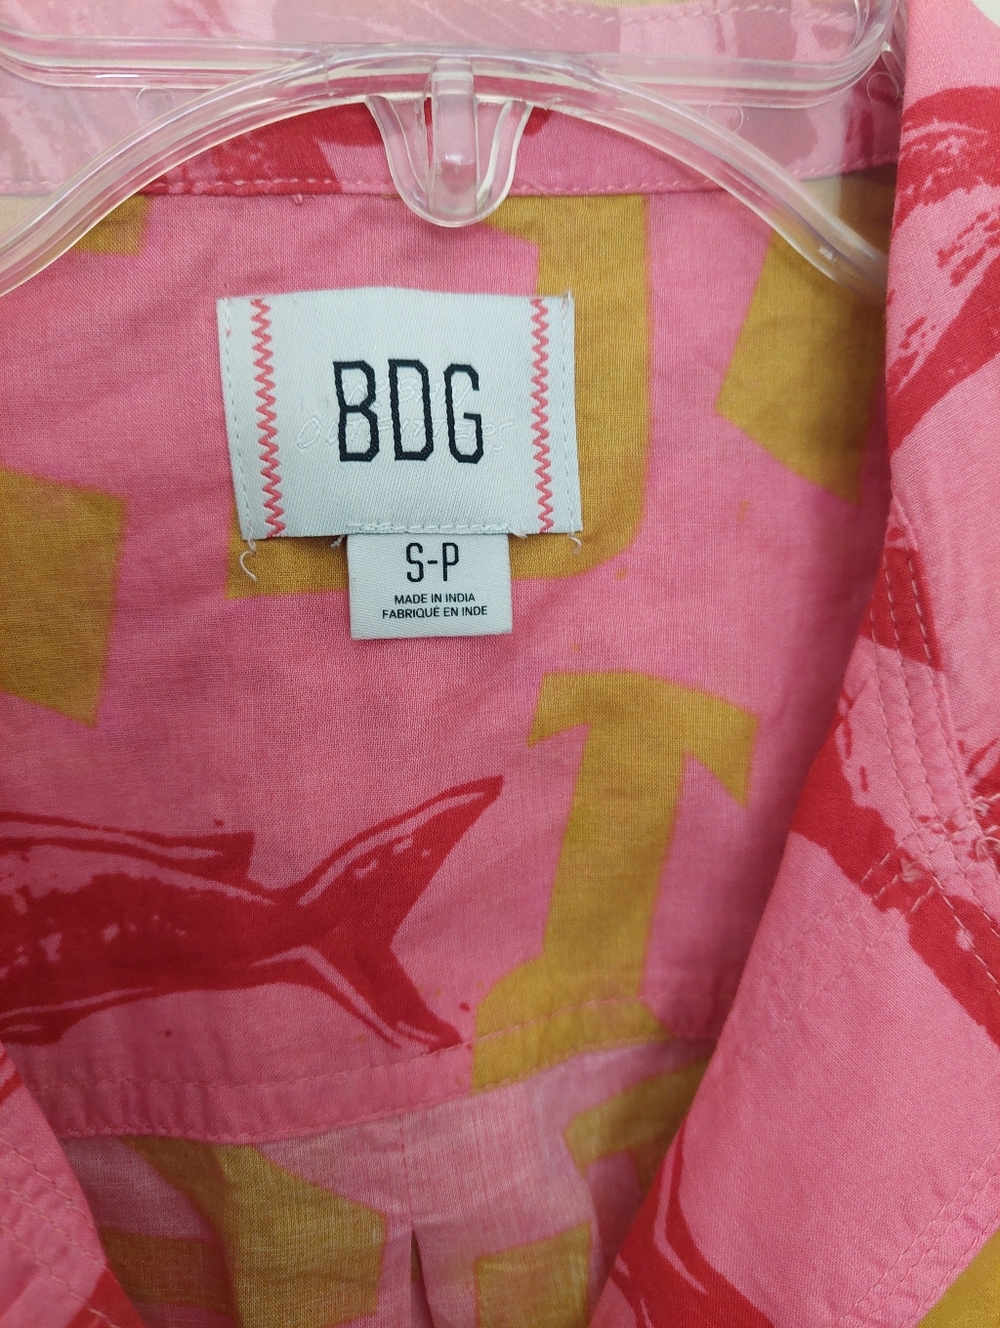 BDG
S-P
MADE IN INDIA
FABRIQUÉ EN INDE